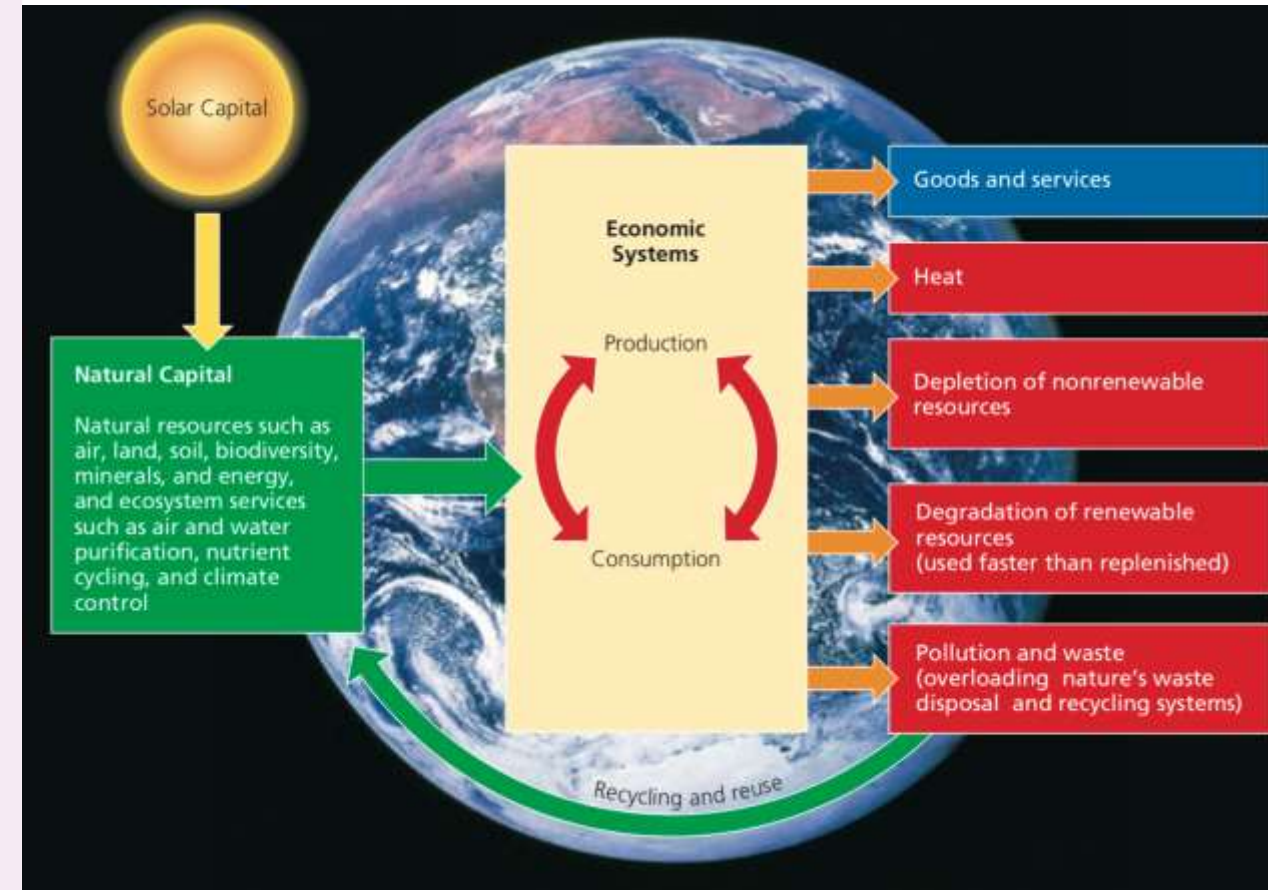 Solar Capital
Natural Capital
Natural resources such as
air, land, soil, biodiversity,
minerals, and energy,
and ecosystem services
such as air and water
purification, nutrient
cycling, and climate
control
Economic
Systems
Production
Consumption
Goods and services
Heat
Depletion of nonrenewable
resources
Degradation of renewable
resources
(used faster than replenished)
Pollution and waste
(overloading nature's waste
disposal and recycling systems)
Recycling and reuse